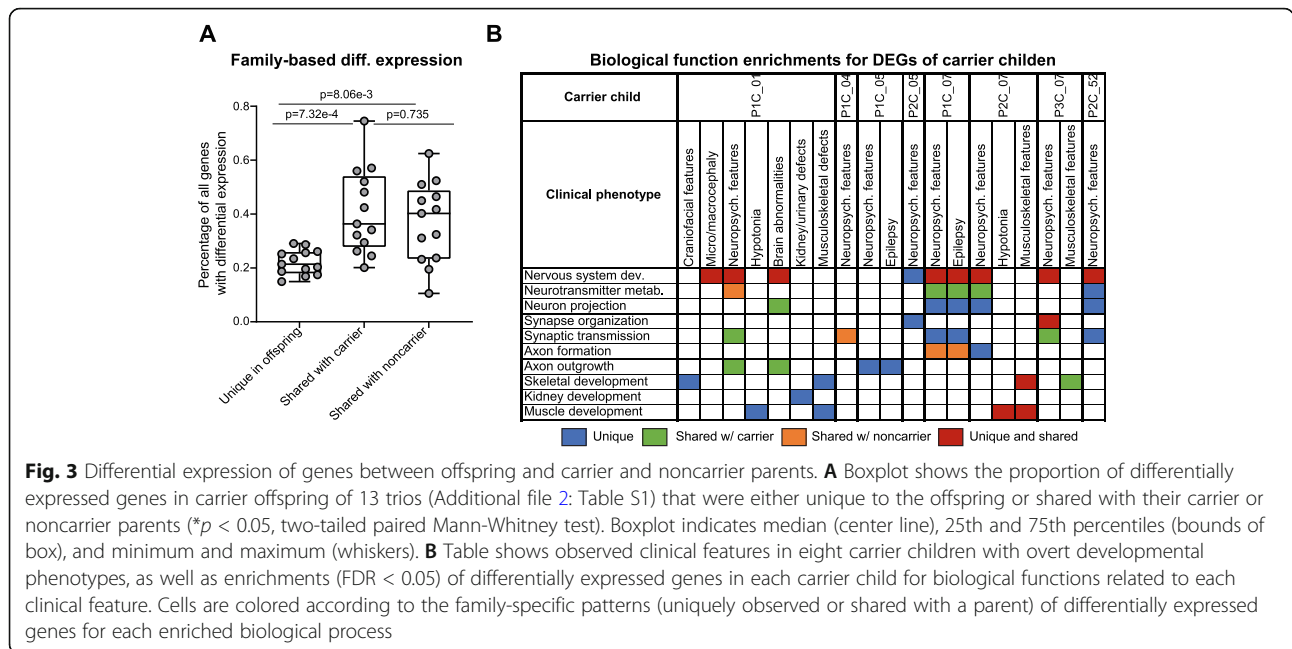 A
Family-based diff. expression
p=8.06e-3
p=7.32e-4 p=0.735
Percentage of all genes
with differential expression
0.8
0.6
0.4
0.2
0.0
Unique in offspring
Shared with carrier
Shared with noncarrier
B
Biological function enrichments for DEGs of carrier childen
Carrier child
P1C_01
P1C_04
P1C_05
P2C_05
P1C_07
P2C_07
P3C_07
P2C_52
Clinical phenotype
Craniofacial features
Micro/macrocephaly
Neuropsych. features
Hypotonia
Brain abnormalities
Kidney/urinary defects
Musculoskeletal defects
Neuropsych. features
Neuropsych. features
Epilepsy
Neuropsych. features
Neuropsych. features
Epilepsy
Neuropsych. features
Hypotonia
Musculoskeletal features
Neuropsych. features
Musculoskeletal features
Neuropsych. features
Nervous system dev.
Neurotransmitter metab.
Neuron projection
Synapse organization
Synaptic transmission
Axon formation
Axon outgrowth
Skeletal development
Kidney development
Muscle development
Unique Shared w/ carrier Shared w/ noncarrier Unique and shared
Fig. 3 Differential expression of genes between offspring and carrier and noncarrier parents. A Boxplot shows the proportion of differentially
expressed genes in carrier offspring of 13 trios (Additional file 2: Table S1) that were either unique to the offspring or shared with their carrier or
noncarrier parents (*p < 0.05, two-tailed paired Mann-Whitney test). Boxplot indicates median (center line), 25th and 75th percentiles (bounds of
box), and minimum and maximum (whiskers). B Table shows observed clinical features in eight carrier children with overt developmental
phenotypes, as well as enrichments (FDR < 0.05) of differentially expressed genes in each carrier child for biological functions related to each
clinical feature. Cells are colored according to the family-specific patterns (uniquely observed or shared with a parent) of differentially expressed
genes for each enriched biological process